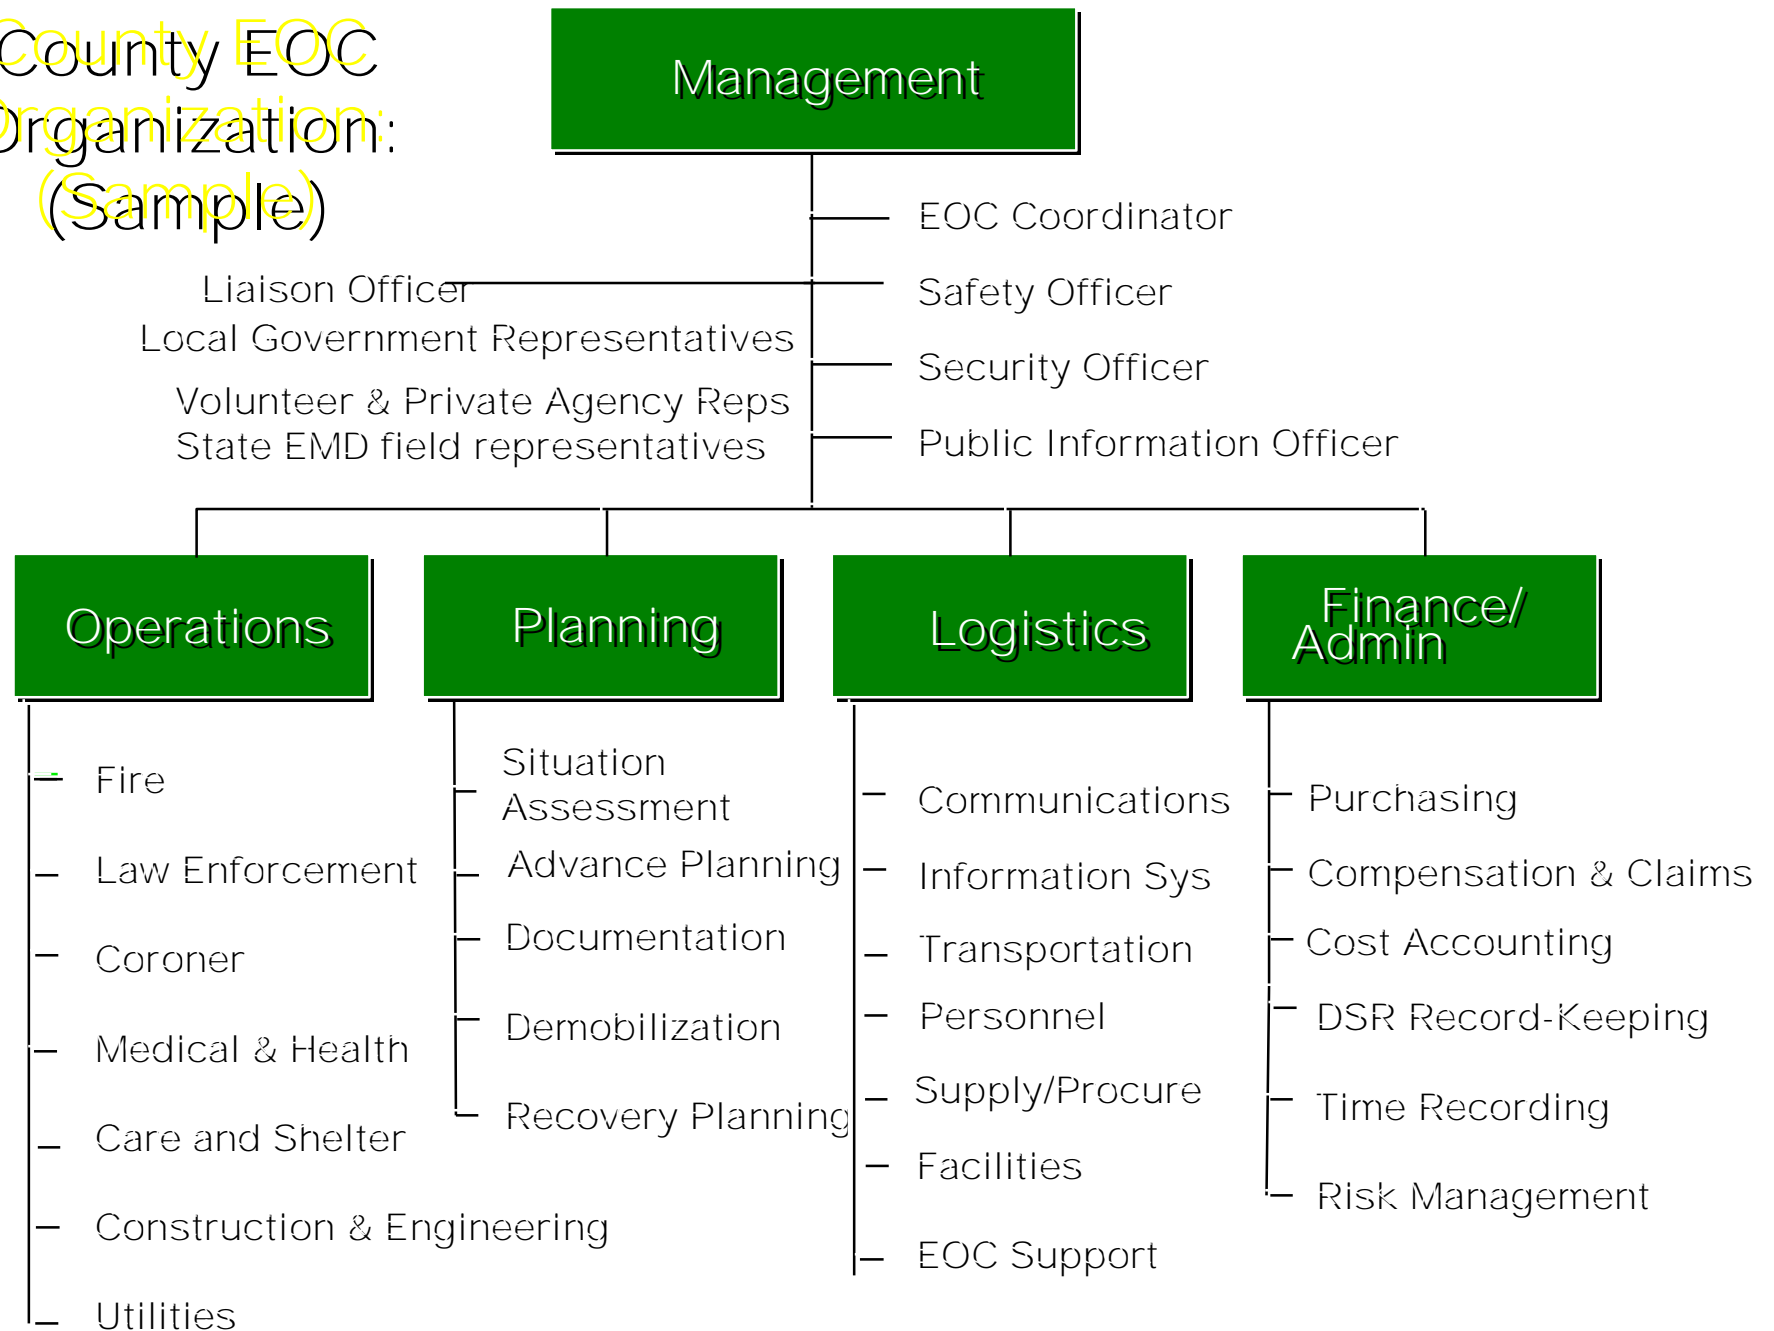 County EOC
Organization:
(Sample)
Management
EOC Coordinator
Liaison Officer
Safety Officer
Local Government Representatives
Security Officer
Volunteer & Private Agency Reps
State EMD field representatives
Public Information Officer
Operations
Planning
Logistics
Finance/
Admin
Fire
Law Enforcement
Coroner
Medical & Health
Care and Shelter
Construction & Engineering
Utilities
Situation
Assessment
Advance Planning
Documentation
Demobilization
Recovery Planning
Communications
Information Sys
Transportation
Personnel
Supply/Procure
Facilities
EOC Support
Purchasing
Compensation & Claims
Cost Accounting
DSR Record-Keeping
Time Recording
Risk Management